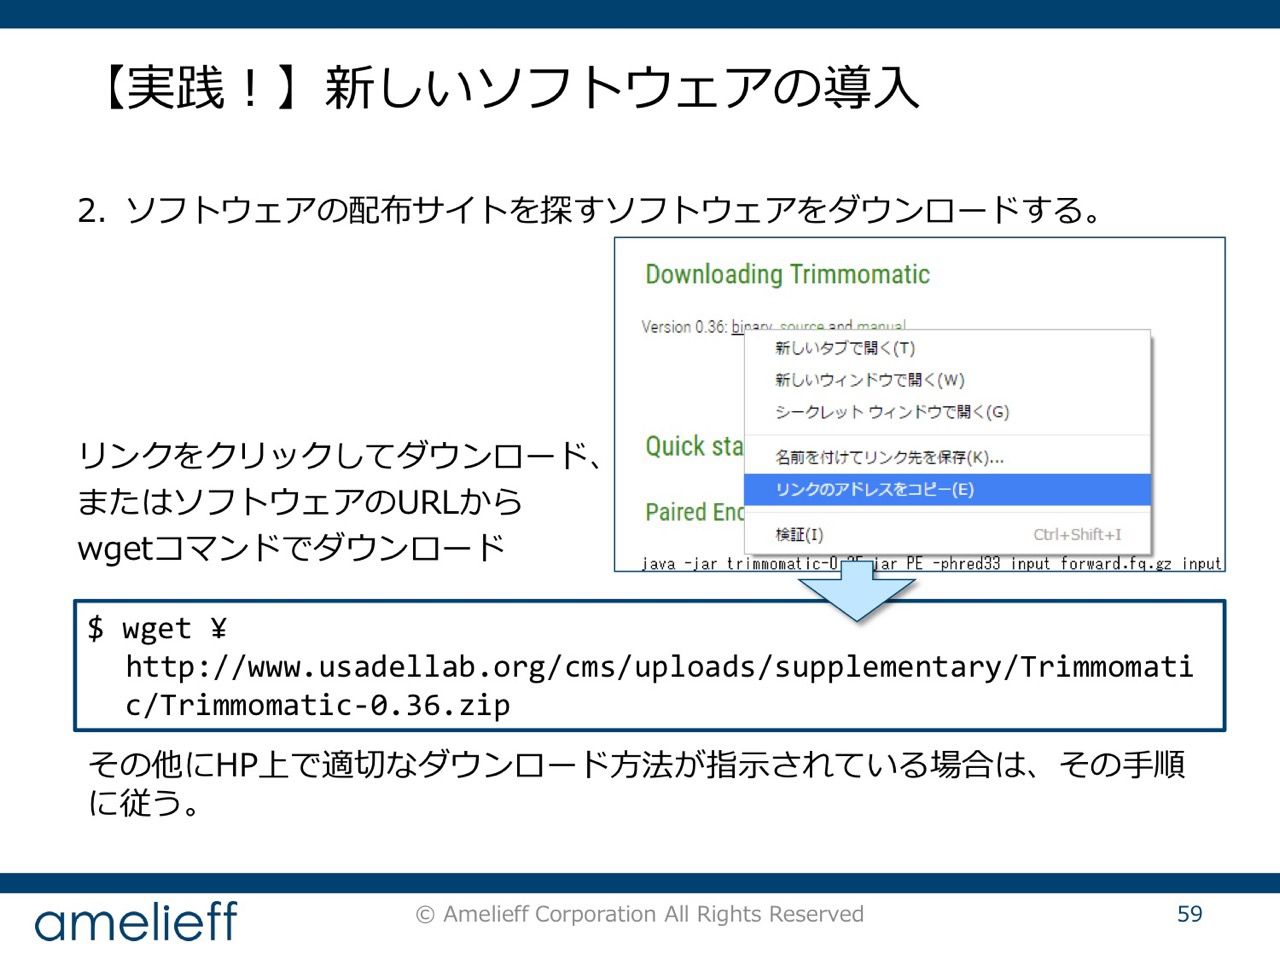 【実践！】新しいソフトウェアの導入
2. ソフトウェアの配布サイトを探すソフトウェアをダウンロードする。
Downloading Trimmomatic
Version 0.36: binary, source and manual
新しいタブで開く(T)
新しいウィンドウで開く(W)
シークレット ウィンドウで開く(G)
Quick sta
名前を付けてリンク先を保存(K)...
リンクのアドレスをコピー(E)
Paired End
検証(I) Ctrl+Shift+I
java -jar trimmomatic-0.35.jar PE -phred33 input_forward.fq.gz input
リンクをクリックしてダウンロード、
またはソフトウェアのURLから
wgetコマンドでダウンロード
$ wget ¥
http://www.usadellab.org/cms/uploads/supplementary/Trimmomati
c/Trimmomatic-0.36.zip
その他にHP上で適切なダウンロード方法が指示されている場合は、その手順
に従う。
amelieff
© Amelieff Corporation All Rights Reserved
59